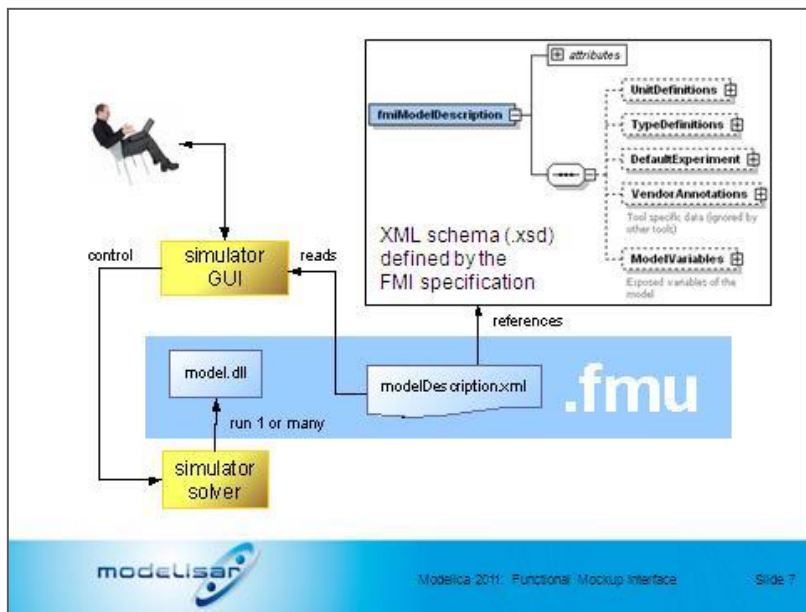 attributes
fmiModelDescription
UnitDefinitions
TypeDefinitions
DefaultExperiment
VendorAnnotations
Tool specific data (ignored by
other tools)
ModelVariables
Exposed variables of the
model
XML schema (.xsd)
defined by the
FMI specification
control
simulator
GUI
reads
references
model.dll
modelDescription.xml
.fmu
run 1 or many
simulator
solver
modelisar
Modelica 2011: Functional Mockup Interface
Slide 7